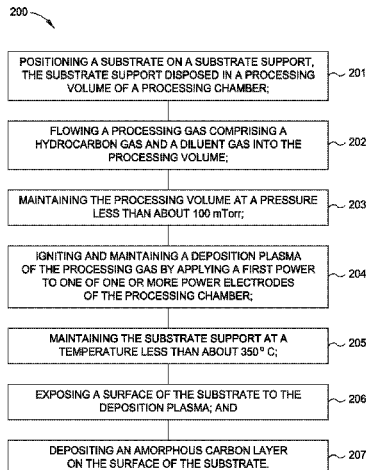 200
POSITIONING A SUBSTRATE ON A SUBSTRATE SUPPORT,
THE SUBSTRATE SUPPORT DISPOSED IN A PROCESSING
VOLUME OF A PROCESSING CHAMBER;
201
FLOWING A PROCESSING GAS COMPRISING A
HYDROCARBON GAS AND A DILUENT GAS INTO THE
PROCESSING VOLUME;
202
MAINTAINING THE PROCESSING VOLUME AT A PRESSURE
LESS THAN ABOUT 100 mTorr;
203
IGNITING AND MAINTAINING A DEPOSITION PLASMA
OF THE PROCESSING GAS BY APPLYING A FIRST POWER
TO ONE OF ONE OR MORE POWER ELECTRODES
OF THE PROCESSING CHAMBER;
204
MAINTAINING THE SUBSTRATE SUPPORT AT A
TEMPERATURE LESS THAN ABOUT 350° C;
205
EXPOSING A SURFACE OF THE SUBSTRATE TO THE
DEPOSITION PLASMA; AND
206
DEPOSITING AN AMORPHOUS CARBON LAYER
ON THE SURFACE OF THE SUBSTRATE.
207